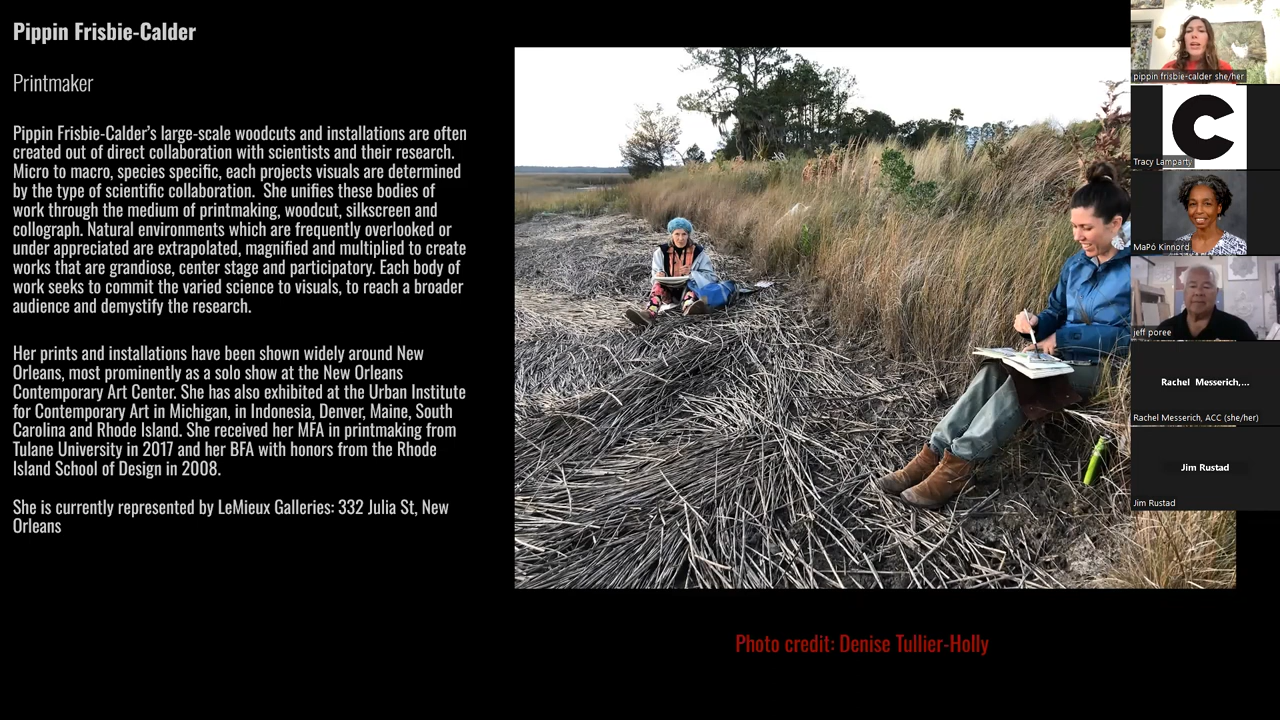 Pippin Frisbie-Calder
Printmaker
Pippin Frisbie-Calder's large-scale woodcuts and installations are often
created out of direct collaboration with scientists and their research.
Micro to macro, species specific, each projects visuals are determined
by the type of scientific collaboration.  She unifies these bodies of
work through the medium of printmaking, woodcut, silkscreen and
collograph. Natural environments which are frequently overlooked or
under appreciated are extrapolated, magnified and multiplied to create
works that are grandiose, center stage and participatory. Each body of
work seeks to commit the varied science to visuals, to reach a broader
audience and demystify the research.
Her prints and installations have been shown widely around New
Orleans, most prominently as a solo show at the New Orleans
Contemporary Art Center. She has also exhibited at the Urban Institute
for Contemporary Art in Michigan, in Indonesia, Denver, Maine, South
Carolina and Rhode Island. She received her MFA in printmaking from
Tulane University in 2017 and her BFA with honors from the Rhode
Island School of Design in 2008.
She is currently represented by LeMieux Galleries: 332 Julia St, New
Orleans
Photo credit: Denise Tullier-Holly
pippin frisbie-calder she/her
C
Tracy Lamparty
MaPó Kinnord
jeff poree
Rachel Messerich,...
Rachel Messerich, ACC (she/her)
Jim Rustad
Jim Rustad